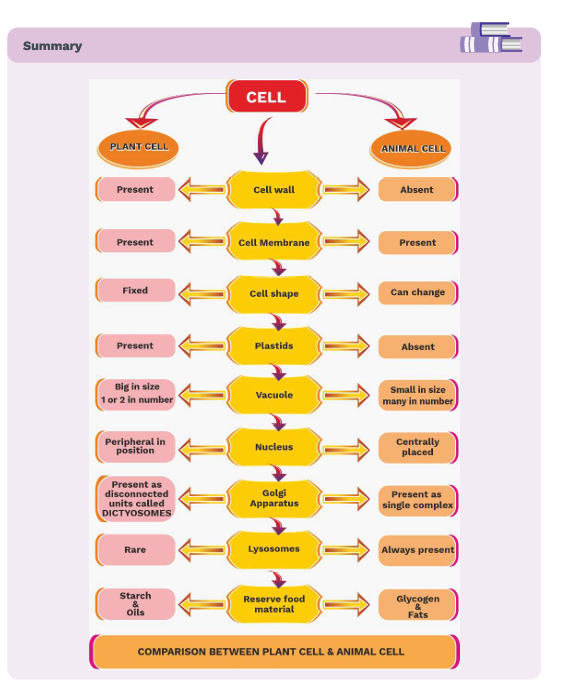 Summary
CELL
PLANT CELL
ANIMAL CELL
Present
Cell wall
Absent
Present
Cell Membrane
Present
Fixed
Cell shape
Can change
Present
Plastids
Absent
Big in size
1 or 2 in number
Vacuole
Small in size
many in number
Peripheral in
position
Nucleus
Centrally
placed
Present as
disconnected
units called
DICTYOSOMES
Golgi
Apparatus
Present as
single complex
Rare
Lysosomes
Always present
Starch
&
Oils
Reserve food
material
Glycogen
&
Fats
COMPARISON BETWEEN PLANT CELL & ANIMAL CELL